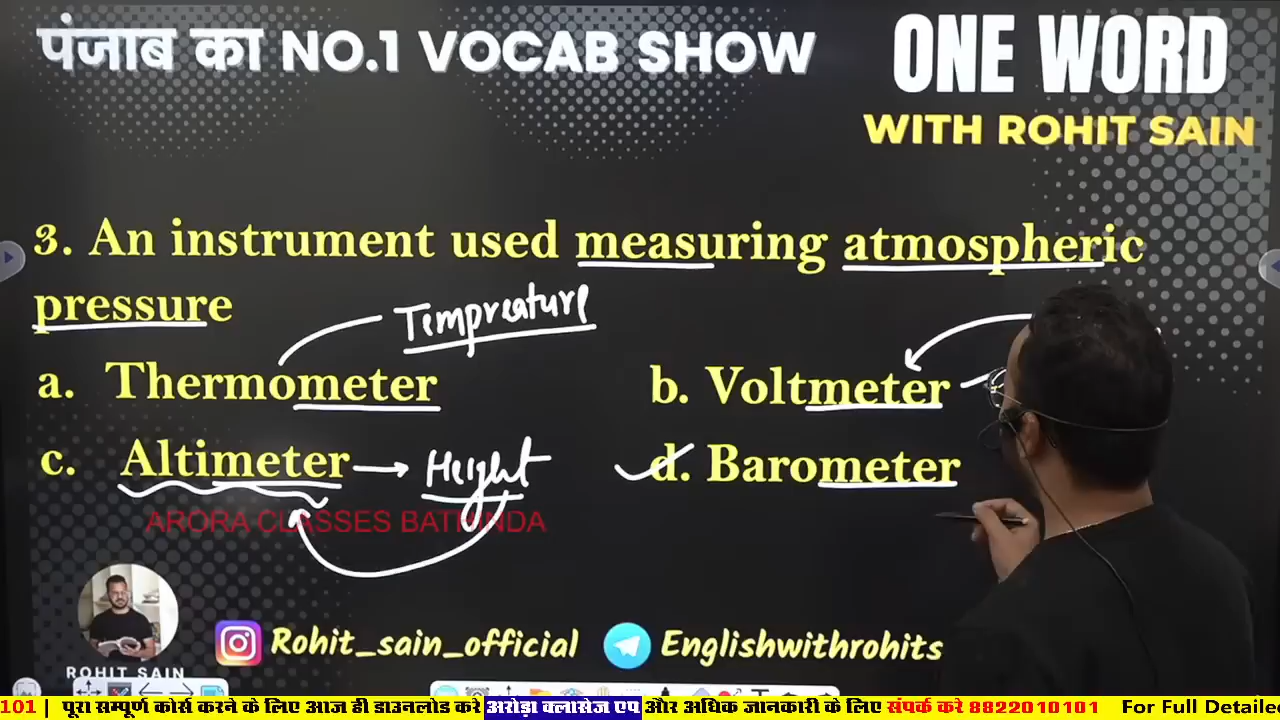 पंजाब का NO.1 VOCAB SHOW
ONE WORD
WITH ROHIT SAIN
3. An instrument used measuring atmospheric
pressure
Tempreature
a. Thermometer
b. Voltmeter
c. Altimeter → Height
d. Barometer
ARORA CLASSES BATHINDA
ROHIT SAIN
Rohit_sain_official
Englishwithrohits
101 | पूरा सम्पूर्ण कोर्स करने के लिए आज ही डाउनलोड करे अरोड़ा क्लासेज एप और अधिक जानकारी के लिए संपर्क करे 8822010101 For Full Detailed